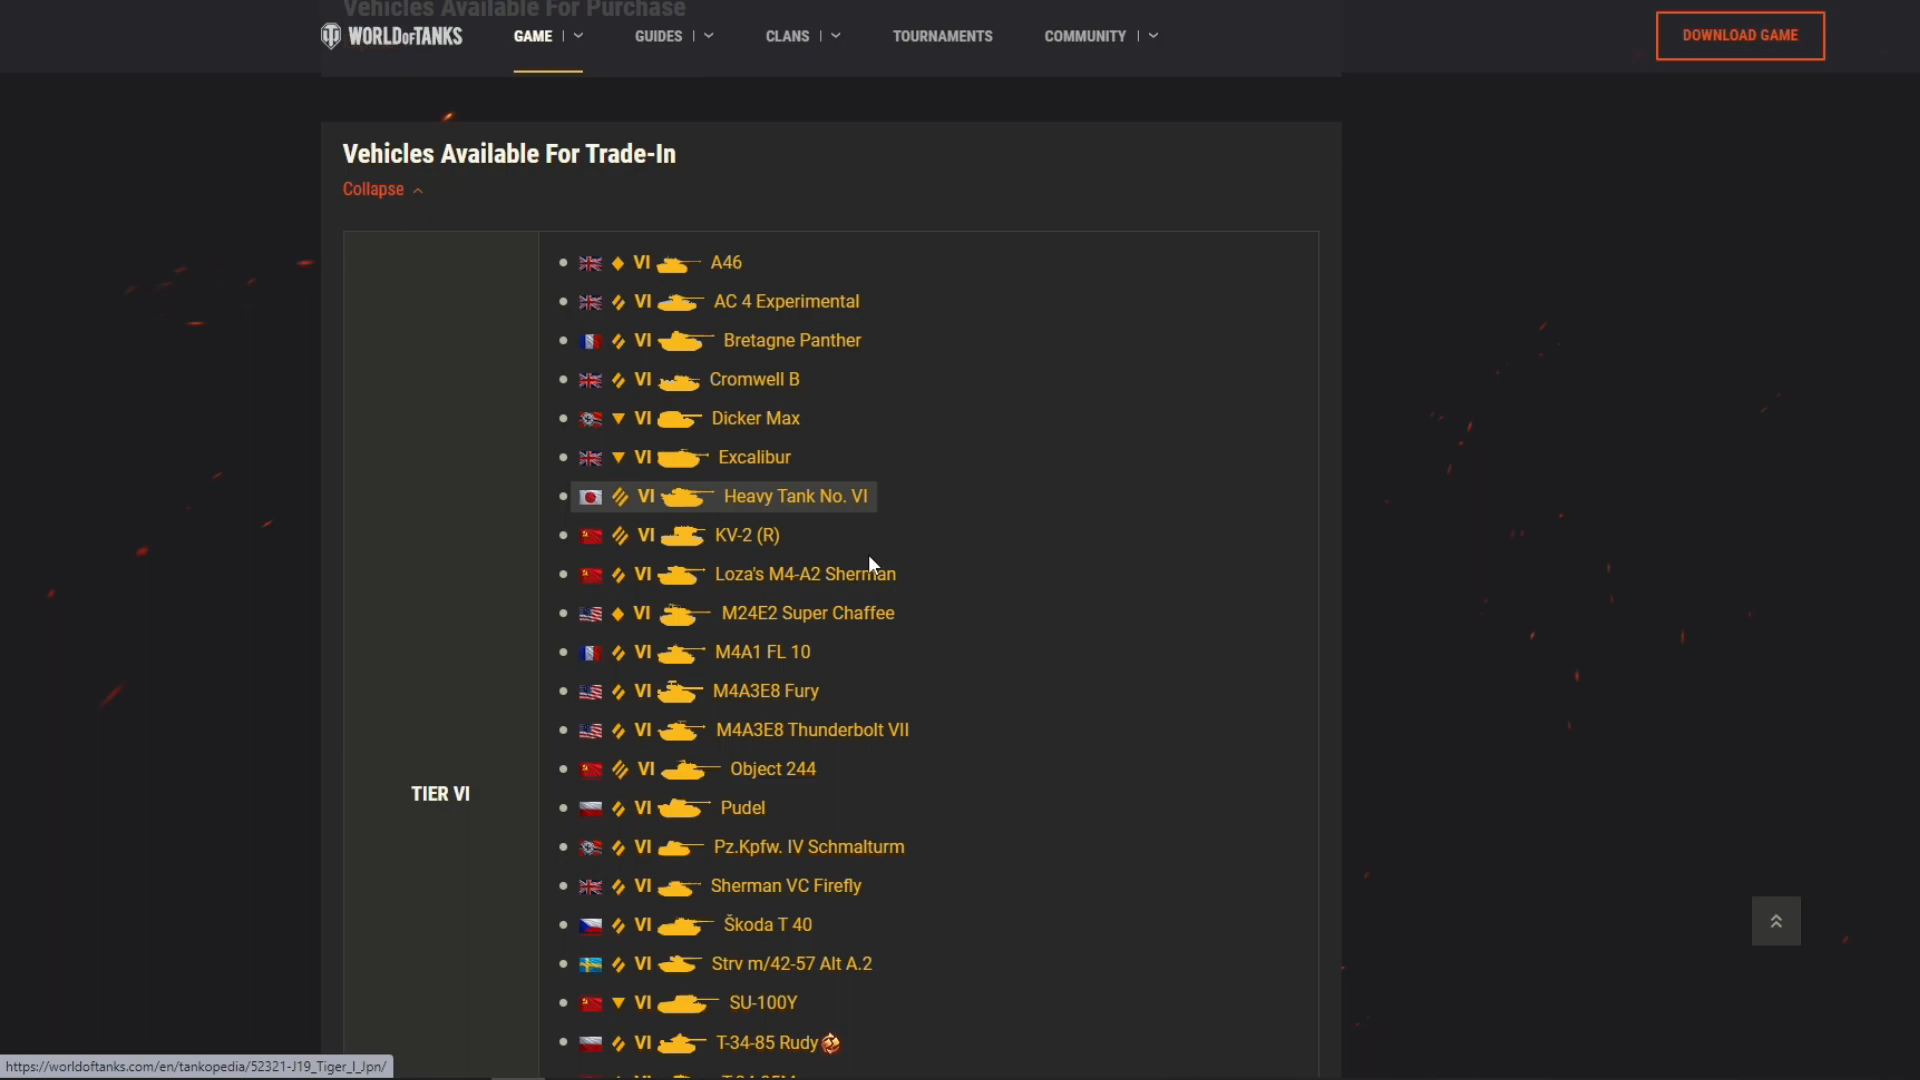 Vehicles Available For Purchase
WORLD OF TANKS
GAME
GUIDES
CLANS
TOURNAMENTS
COMMUNITY
DOWNLOAD GAME
Vehicles Available For Trade-In
Collapse
TIER VI
VI A46
VI AC 4 Experimental
VI Bretagne Panther
VI Cromwell B
VI Dicker Max
VI Excalibur
VI Heavy Tank No. VI
VI KV-2 (R)
VI Loza's M4-A2 Sherman
VI M24E2 Super Chaffee
VI M4A1 FL 10
VI M4A3E8 Fury
VI M4A3E8 Thunderbolt VII
VI Object 244
VI Pudel
VI Pz.Kpfw. IV Schmalturm
VI Sherman VC Firefly
VI Škoda T 40
VI Strv m/42-57 Alt A.2
VI SU-100Y
VI T-34-85 Rudy
https://worldoftanks.com/en/tankopedia/52321-J19_Tiger_I_Jpn/